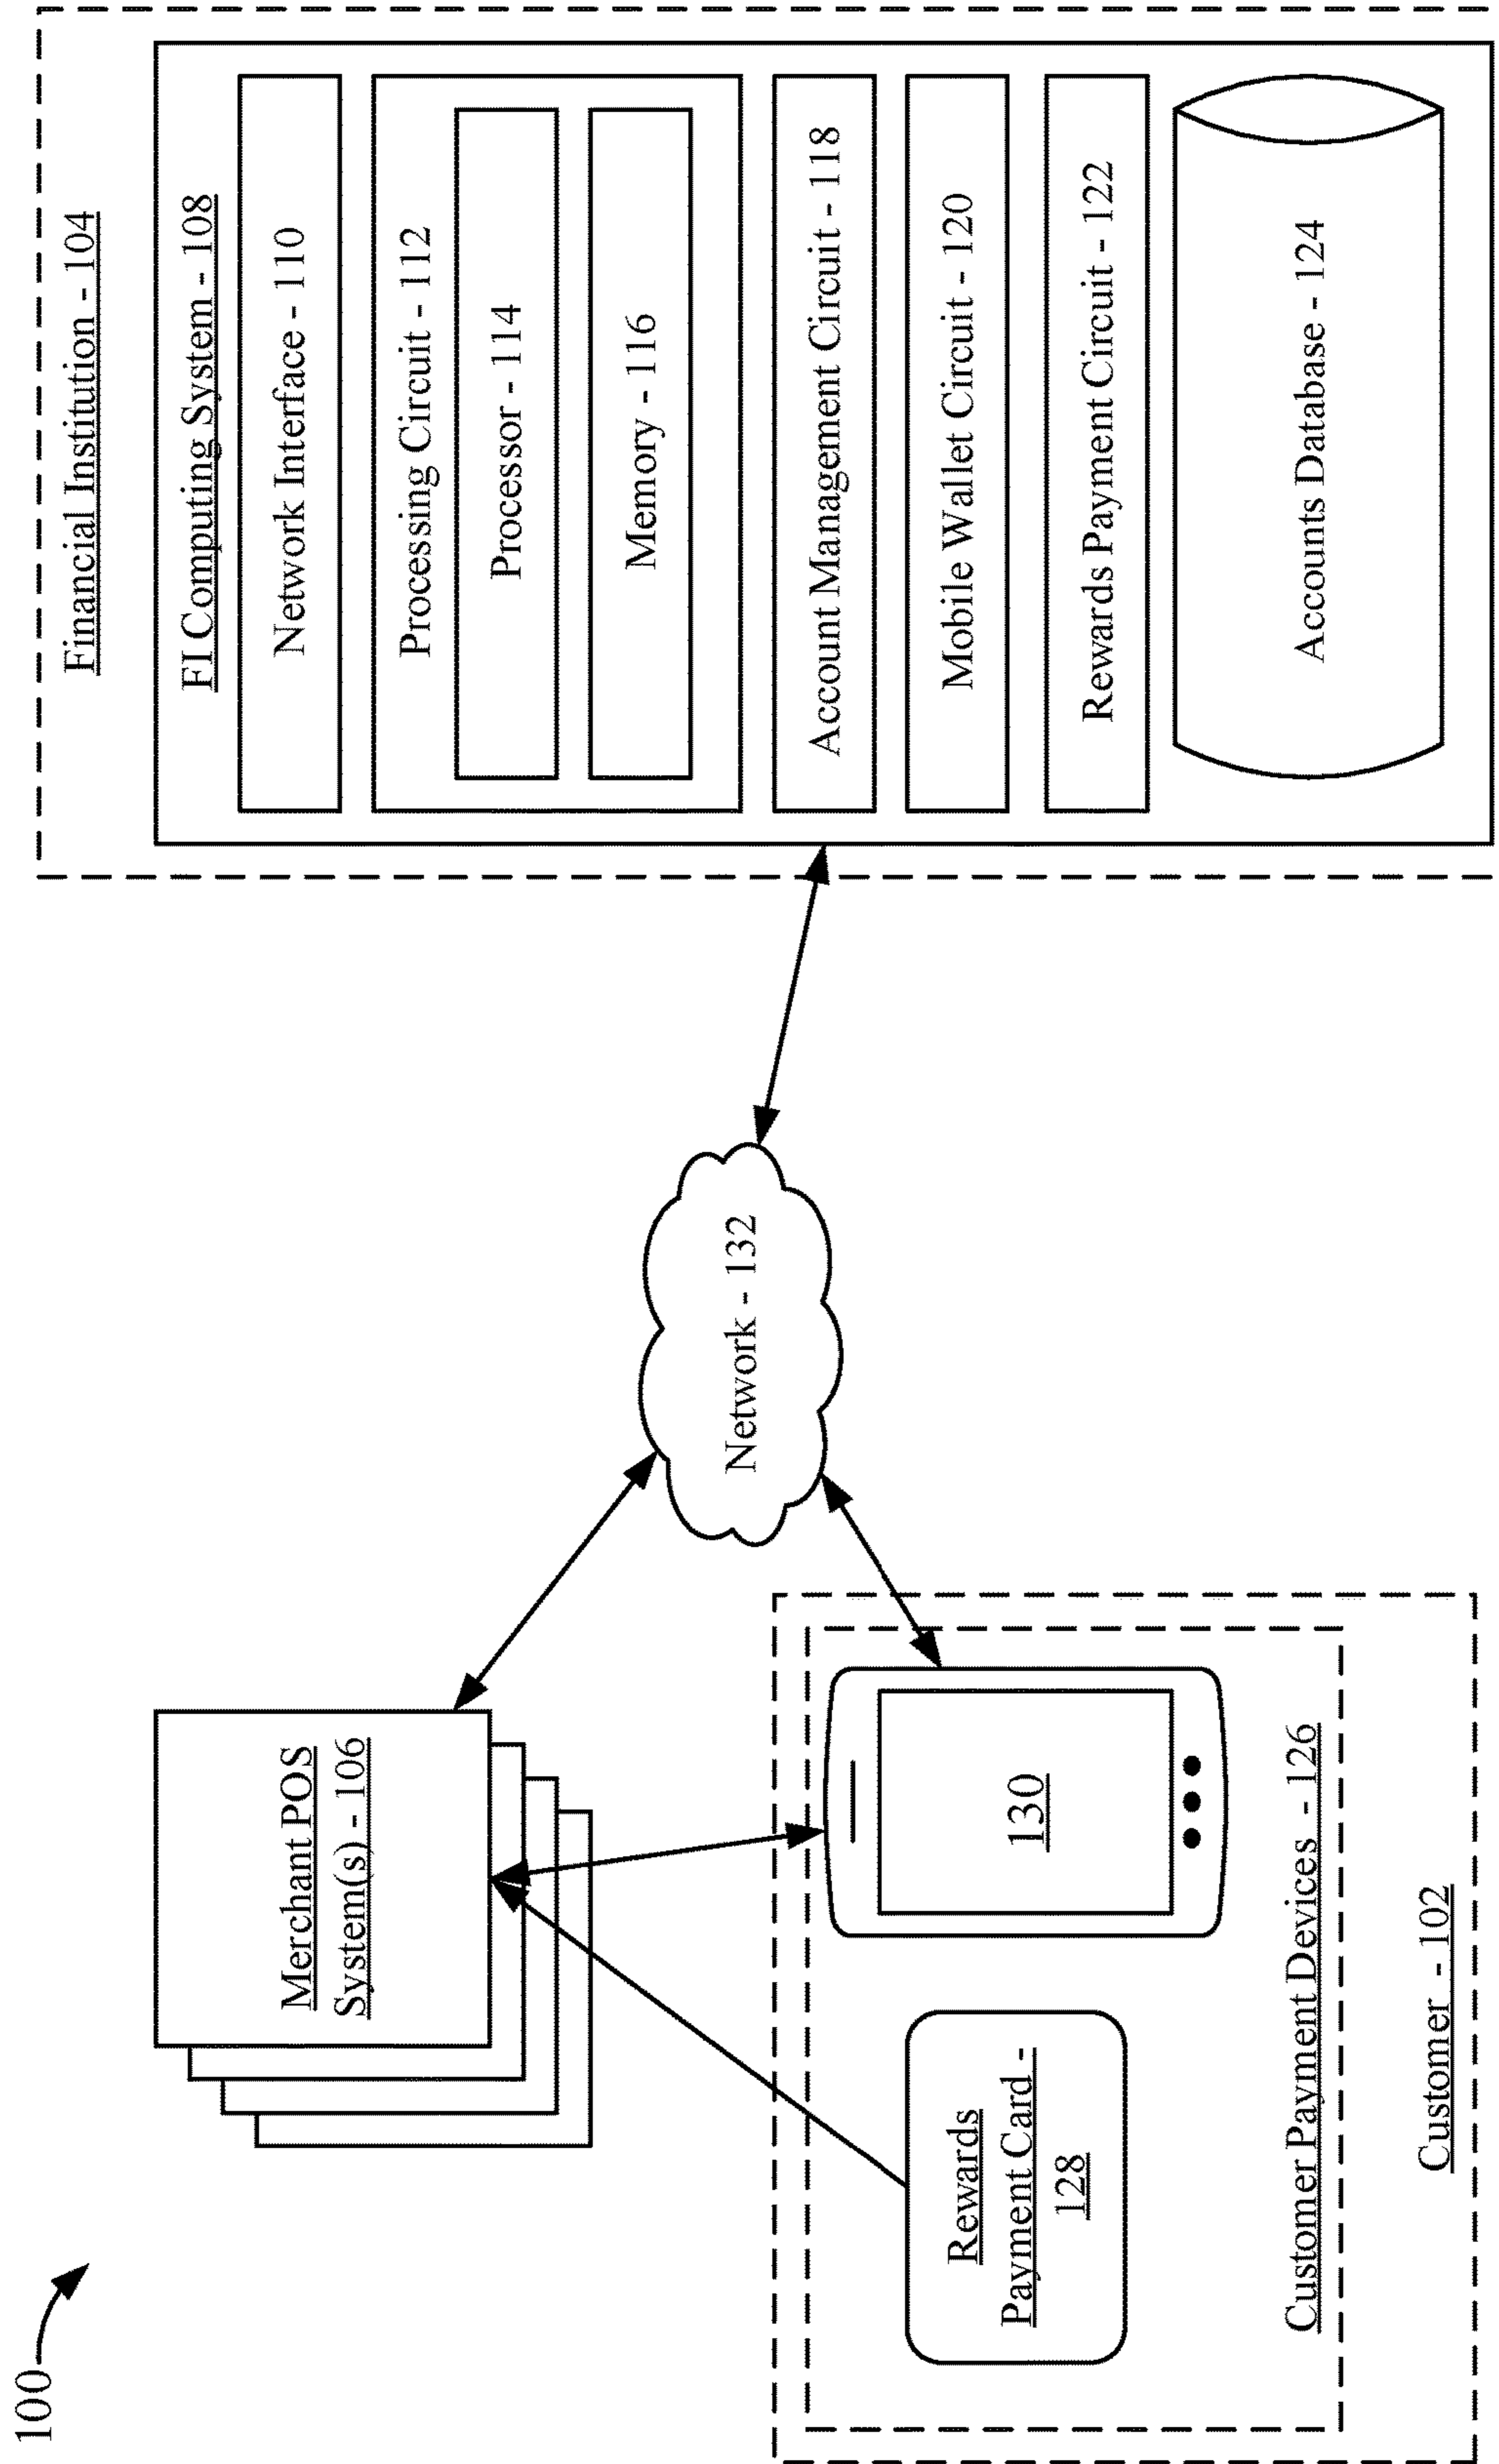 100
Merchant POS
System(s) - 106
Rewards
Payment Card -
128
130
Customer Payment Devices - 126
Customer - 102
Network - 132
Financial Institution - 104
FI Computing System - 108
Network Interface - 110
Processing Circuit - 112
Processor - 114
Memory - 116
Account Management Circuit - 118
Mobile Wallet Circuit - 120
Rewards Payment Circuit - 122
Accounts Database - 124